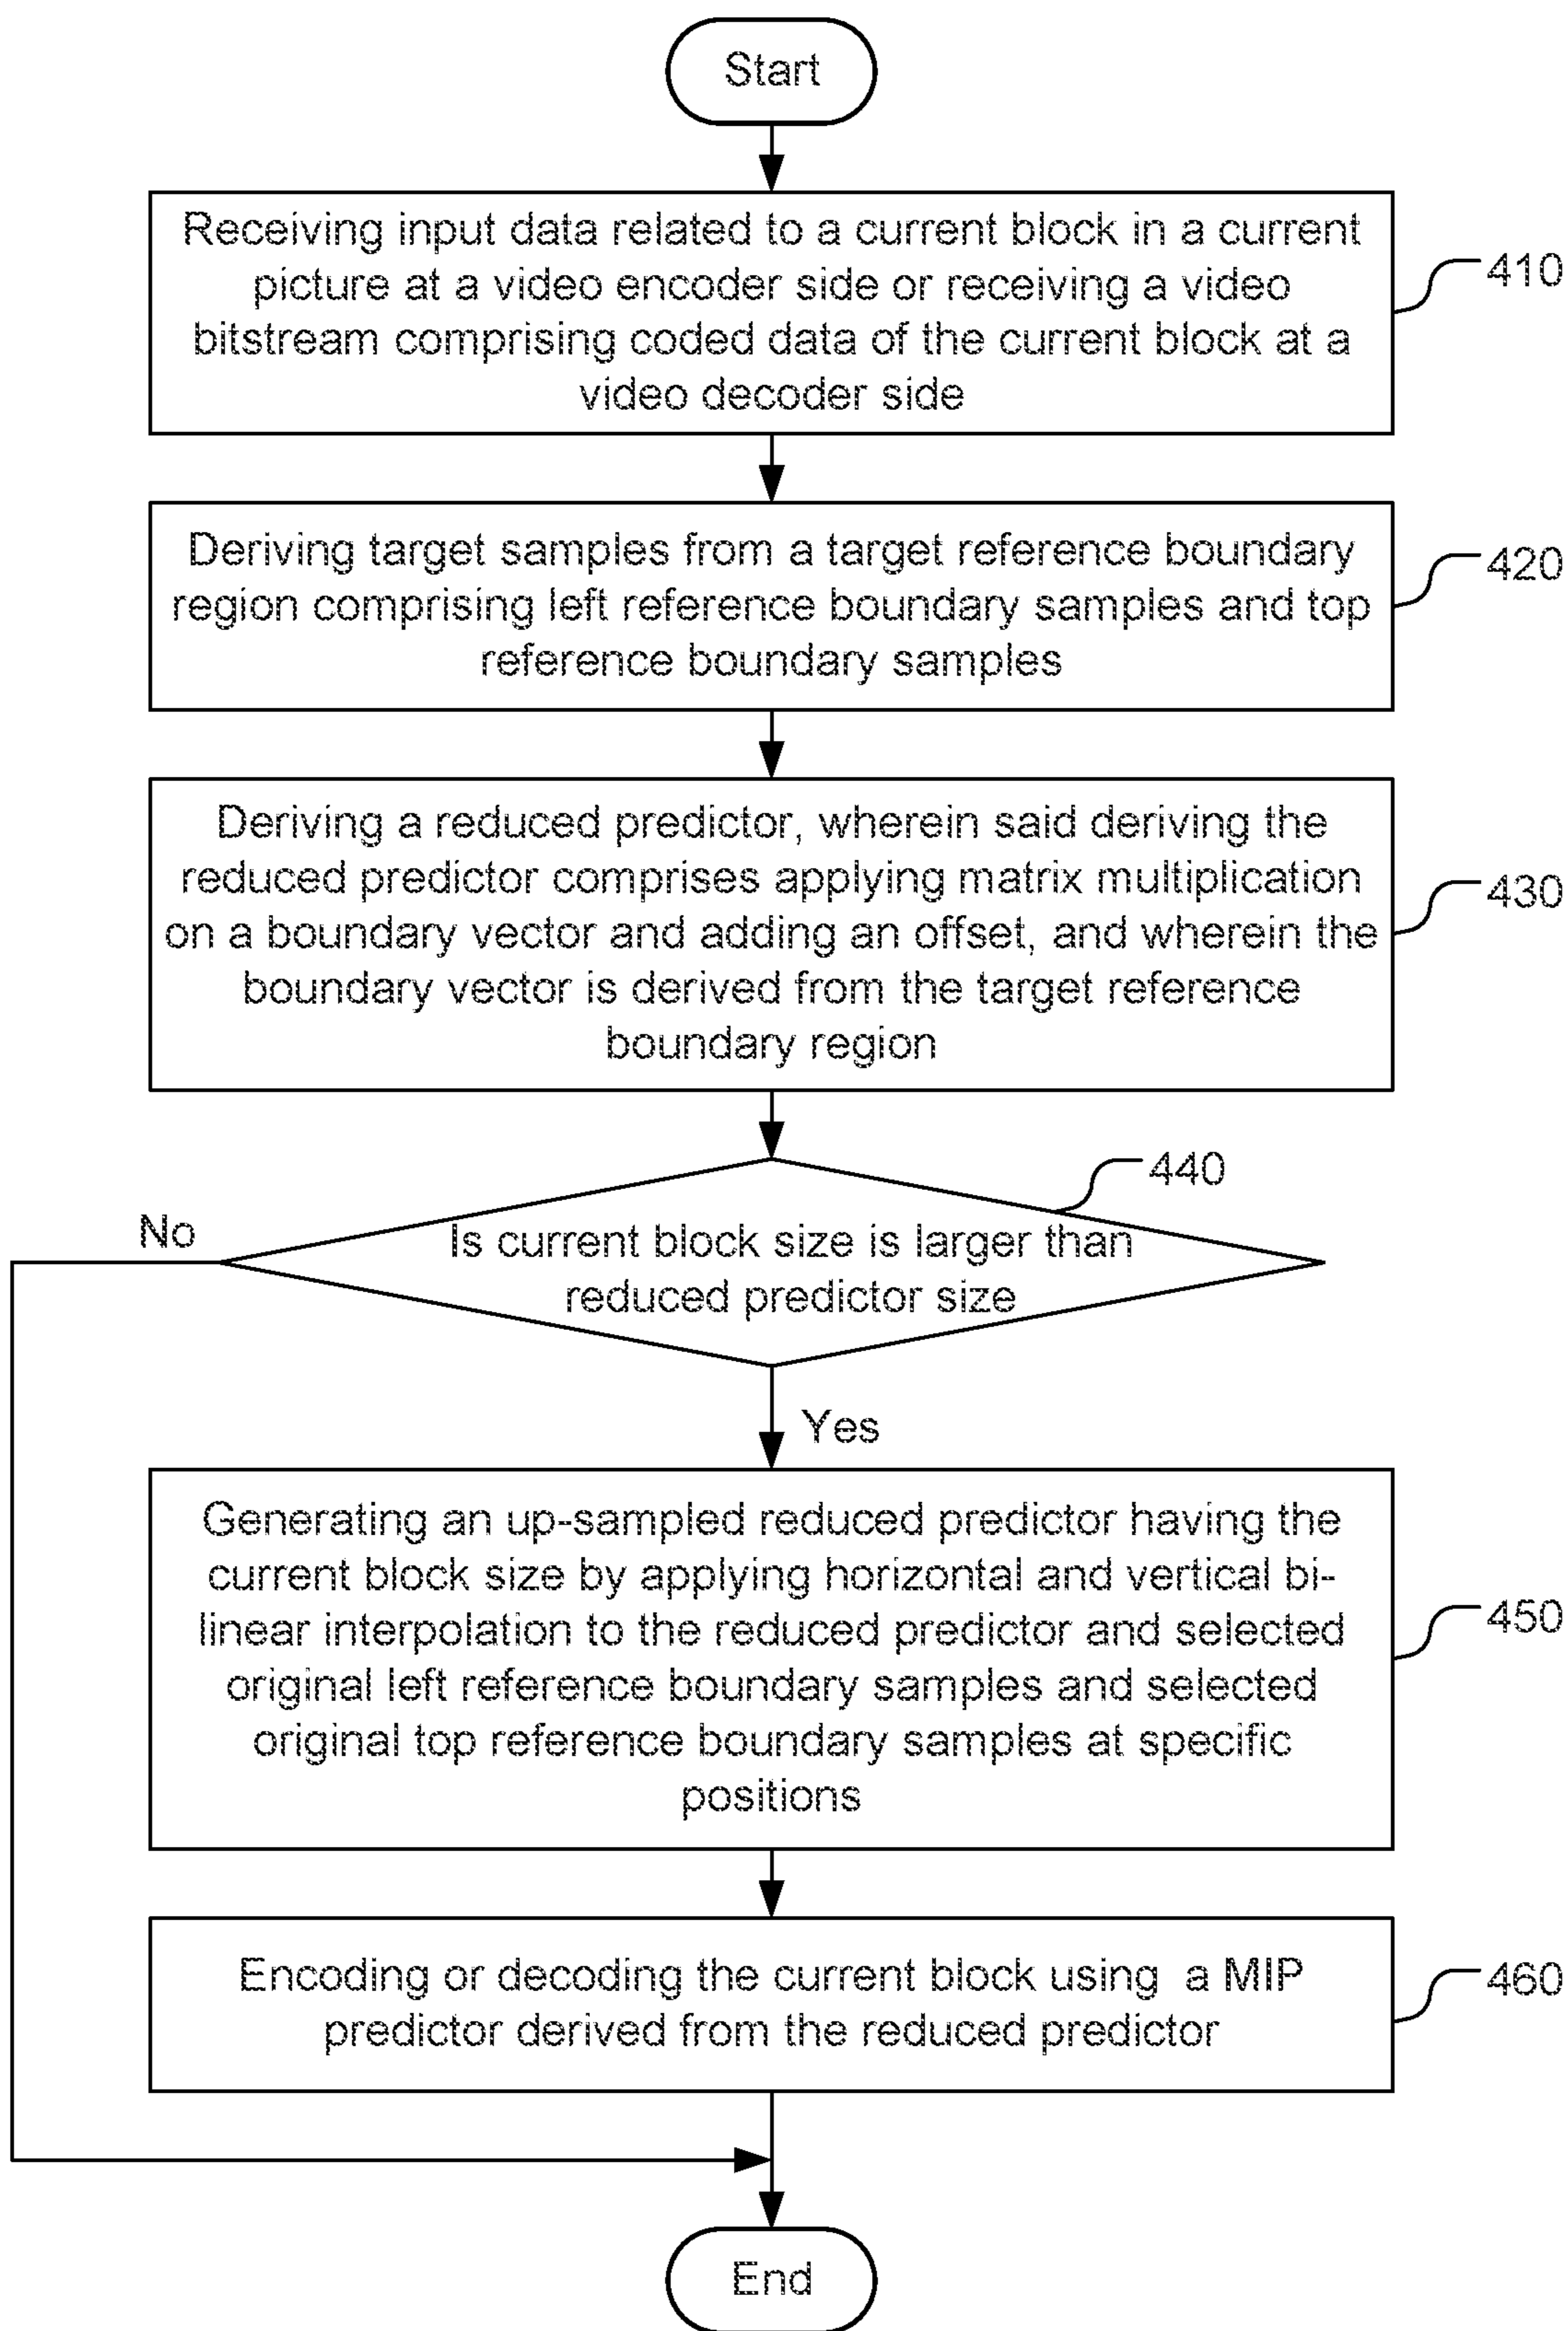 Start
Receiving input data related to a current block in a current
picture at a video encoder side or receiving a video
bitstream comprising coded data of the current block at a
video decoder side
410
Deriving target samples from a target reference boundary
region comprising left reference boundary samples and top
reference boundary samples
420
Deriving a reduced predictor, wherein said deriving the
reduced predictor comprises applying matrix multiplication
on a boundary vector and adding an offset, and wherein the
boundary vector is derived from the target reference
boundary region
430
440
No
Is current block size is larger than
reduced predictor size
Yes
Generating an up-sampled reduced predictor having the
current block size by applying horizontal and vertical bi-
linear interpolation to the reduced predictor and selected
original left reference boundary samples and selected
original top reference boundary samples at specific
positions
450
Encoding or decoding the current block using a MIP
predictor derived from the reduced predictor
460
End